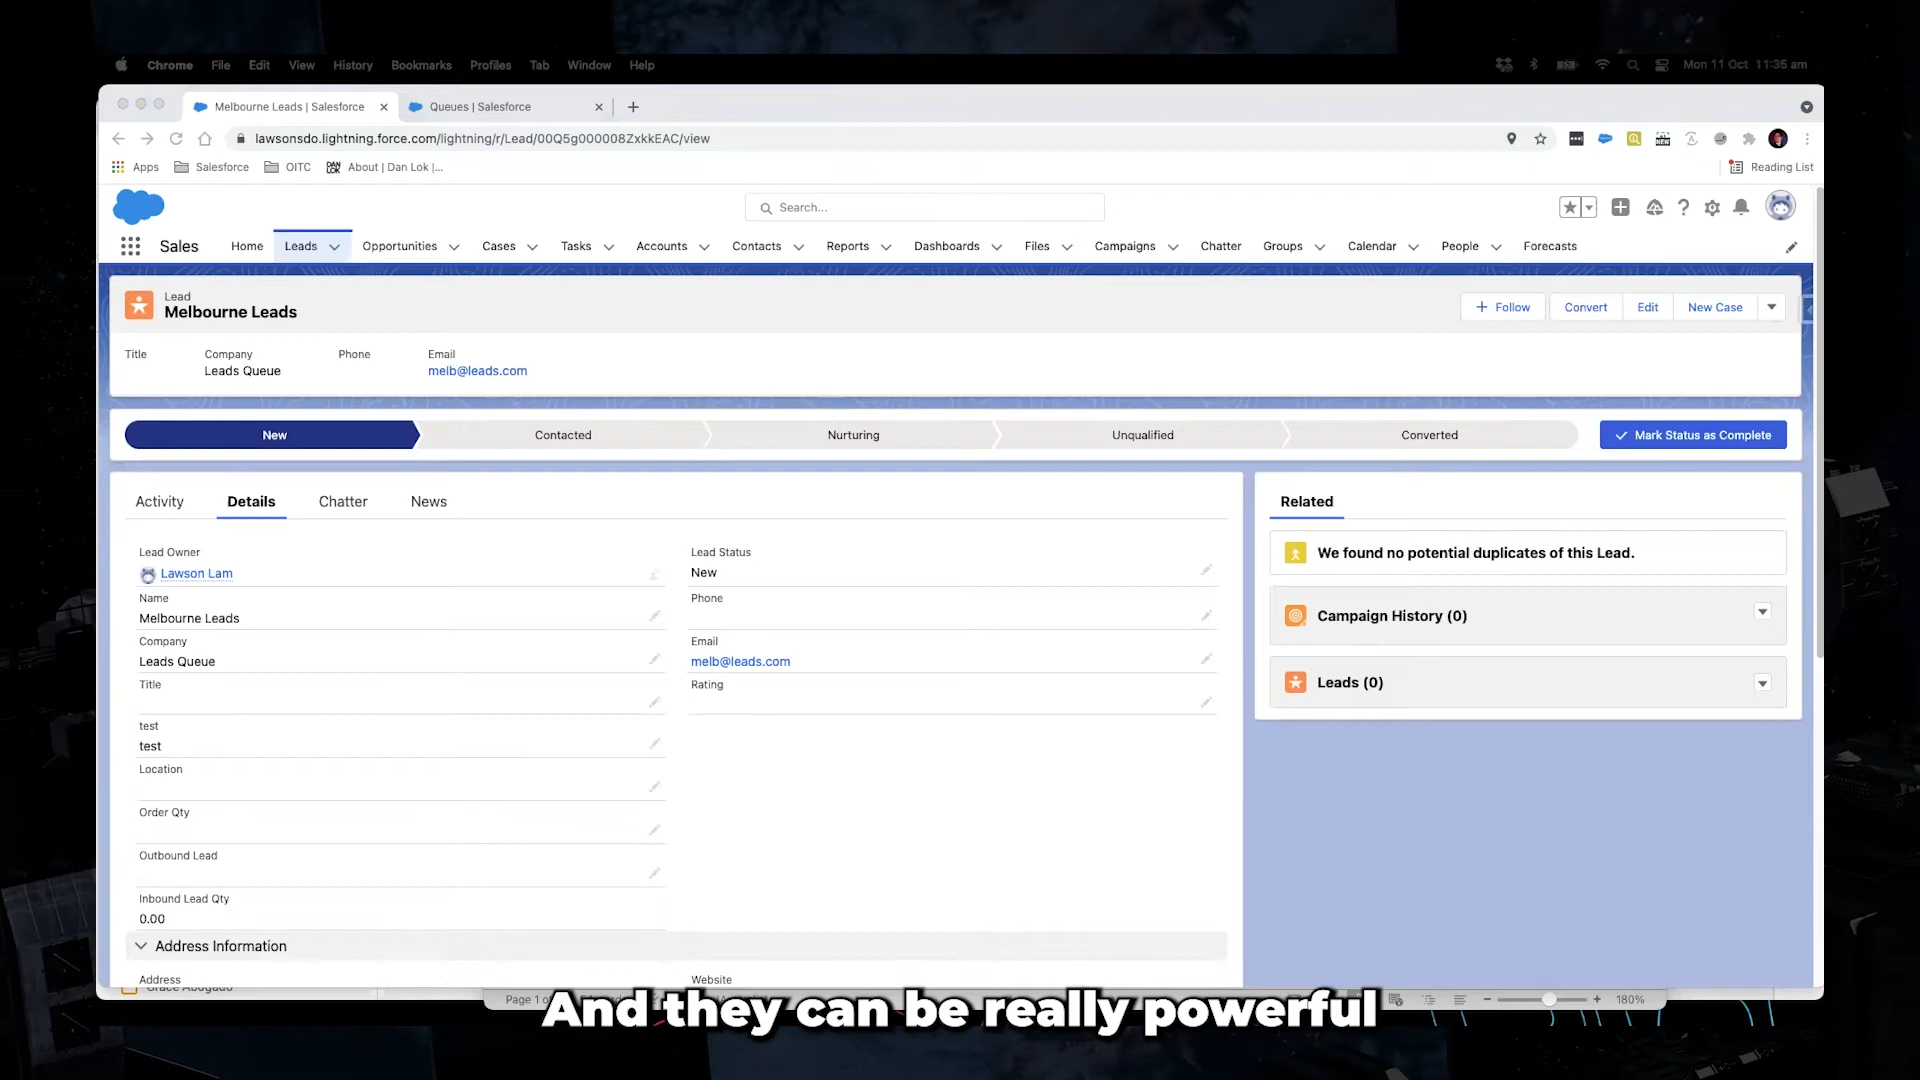 Chrome File Edit View History Bookmarks Profiles Tab Window Help Mon 11 Oct 11:35 am
Melbourne Leads | Salesforce Queues | Salesforce
lawsonsdo.lightning.force.com/lightning/r/Lead/00Q5g000008ZxkkEAC/view
Apps Salesforce OITC About | Dan Lok |... Reading List
Search...
Sales Home Leads Opportunities Cases Tasks Accounts Contacts Reports Dashboards Files Campaigns Chatter Groups Calendar People Forecasts
Lead
Melbourne Leads
Follow Convert Edit New Case
Title Company Phone Email
Leads Queue melb@leads.com
New Contacted Nurturing Unqualified Converted Mark Status as Complete
Activity Details Chatter News
Lead Owner
Lawson Lam
Name
Melbourne Leads
Company
Leads Queue
Title
test
test
Location
Order Qty
Outbound Lead
Inbound Lead Qty
0.00
Lead Status
New
Phone
Email
melb@leads.com
Rating
Address Information
Address Website
Related
We found no potential duplicates of this Lead.
Campaign History (0)
Leads (0)
Grace Abogado
Page 1 180%
And they can be really powerful